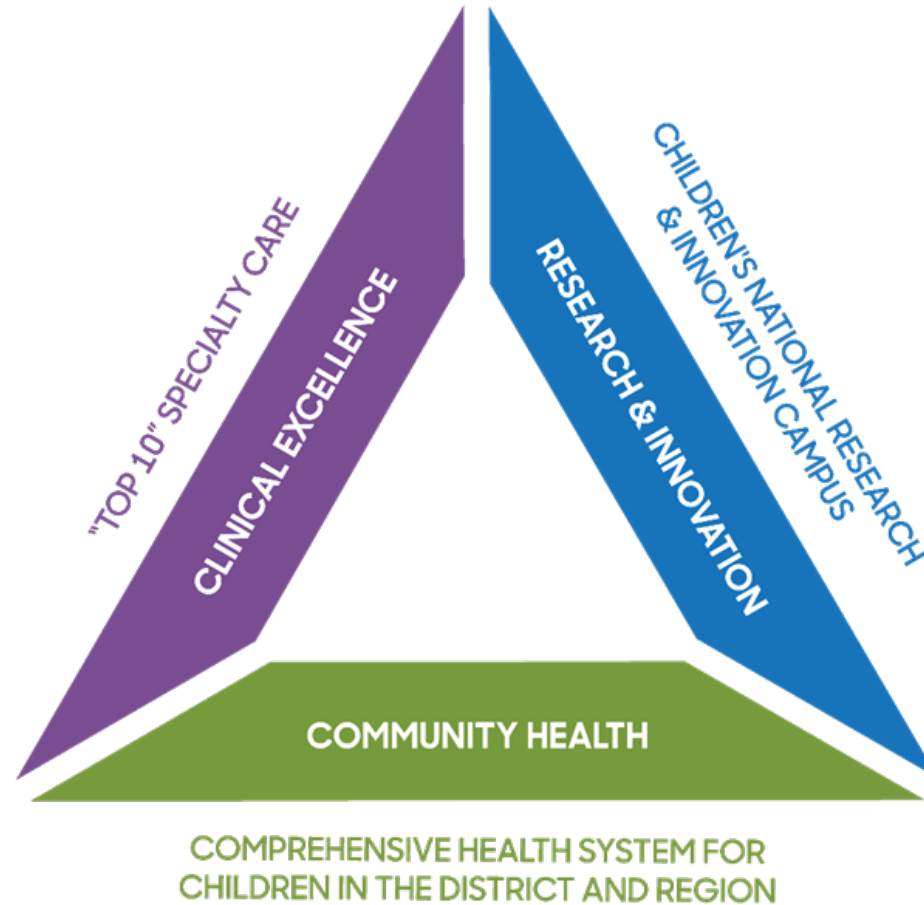 "TOP 10" SPECIALTY CARE
CLINICAL EXCELLENCE
RESEARCH & INNOVATION
CHILDREN'S NATIONAL RESEARCH
& INNOVATION CAMPUS
COMMUNITY HEALTH
COMPREHENSIVE HEALTH SYSTEM FOR
CHILDREN IN THE DISTRICT AND REGION